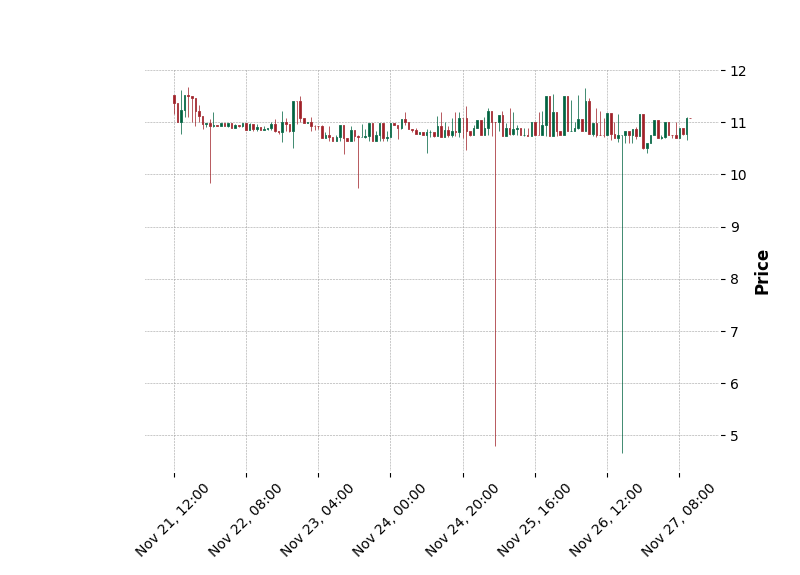 12
11
10
9
8
7
6
5
Price
Nov 21, 12:00
Nov 22, 08:00
Nov 23, 04:00
Nov 24, 00:00
Nov 24, 20:00
Nov 25, 16:00
Nov 26, 12:00
Nov 27, 08:00